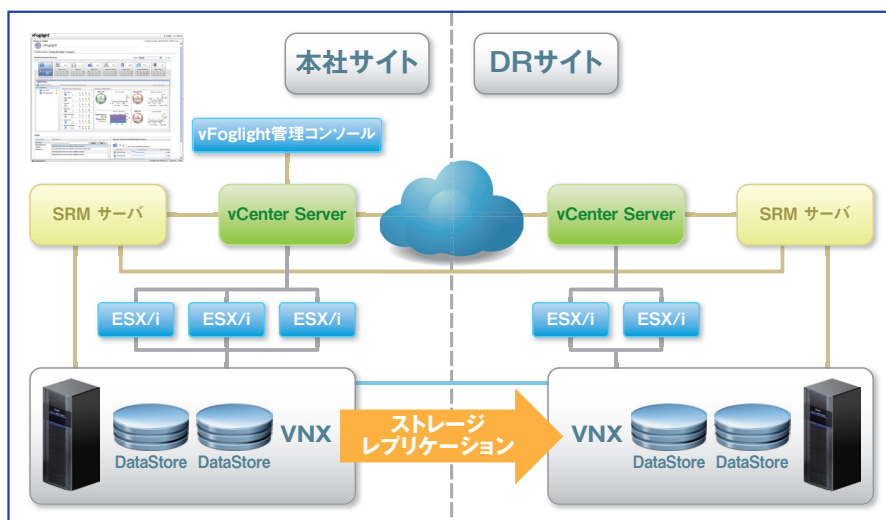 vFoglight
本社サイト
DRサイト
vFoglight管理コンソール
SRM サーバ
vCenter Server
vCenter Server
SRM サーバ
ESX/i
ESX/i
ESX/i
ESX/i
ESX/i
DataStore
DataStore
VNX
ストレージ
レプリケーション
VNX
DataStore
DataStore